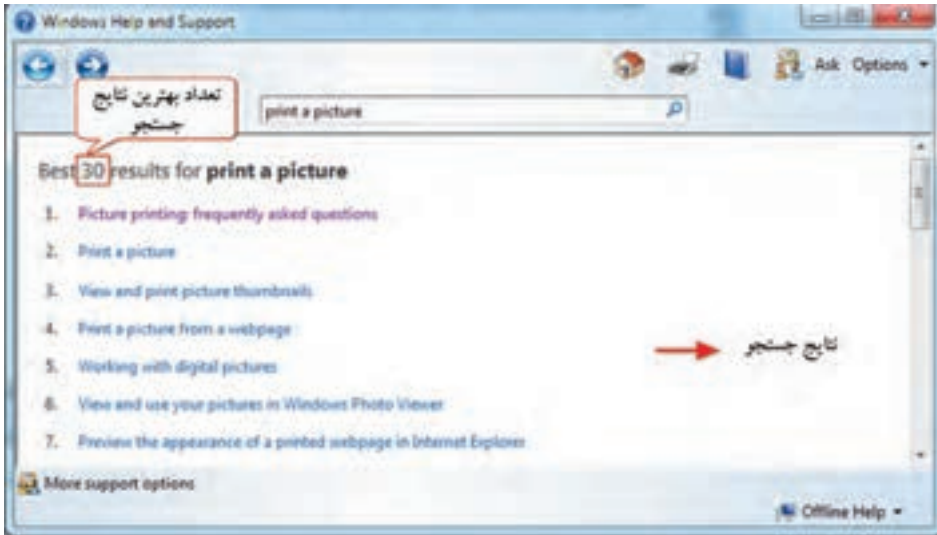 Windows Help and Support
Ask Options
تعداد بهترین نتایج
جستجو
print a picture
Best 30 results for print a picture
1. Picture printing: frequently asked questions
2. Print a picture
3. View and print picture thumbnails
4. Print a picture from a webpage
5. Working with digital pictures
6. View and use your pictures in Windows Photo Viewer
7. Preview the appearance of a printed webpage in Internet Explorer
نتایج جستجو
More support options
Offline Help